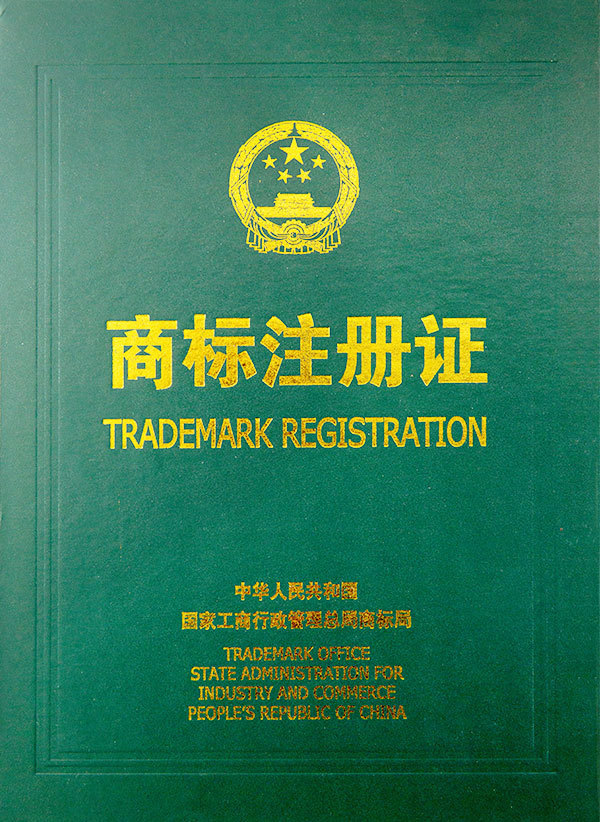 商标注册证
TRADEMARK REGISTRATION
中华人民共和国
国家工商行政管理总局商标局
TRADEMARK OFFICE
STATE ADMINISTRATION FOR
INDUSTRY AND COMMERCE
PEOPLE'S REPUBLIC OF CHINA